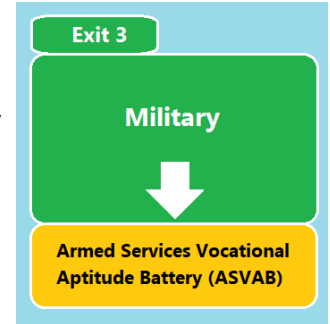 Exit 3
Military
Armed Services Vocational
Aptitude Battery (ASVAB)